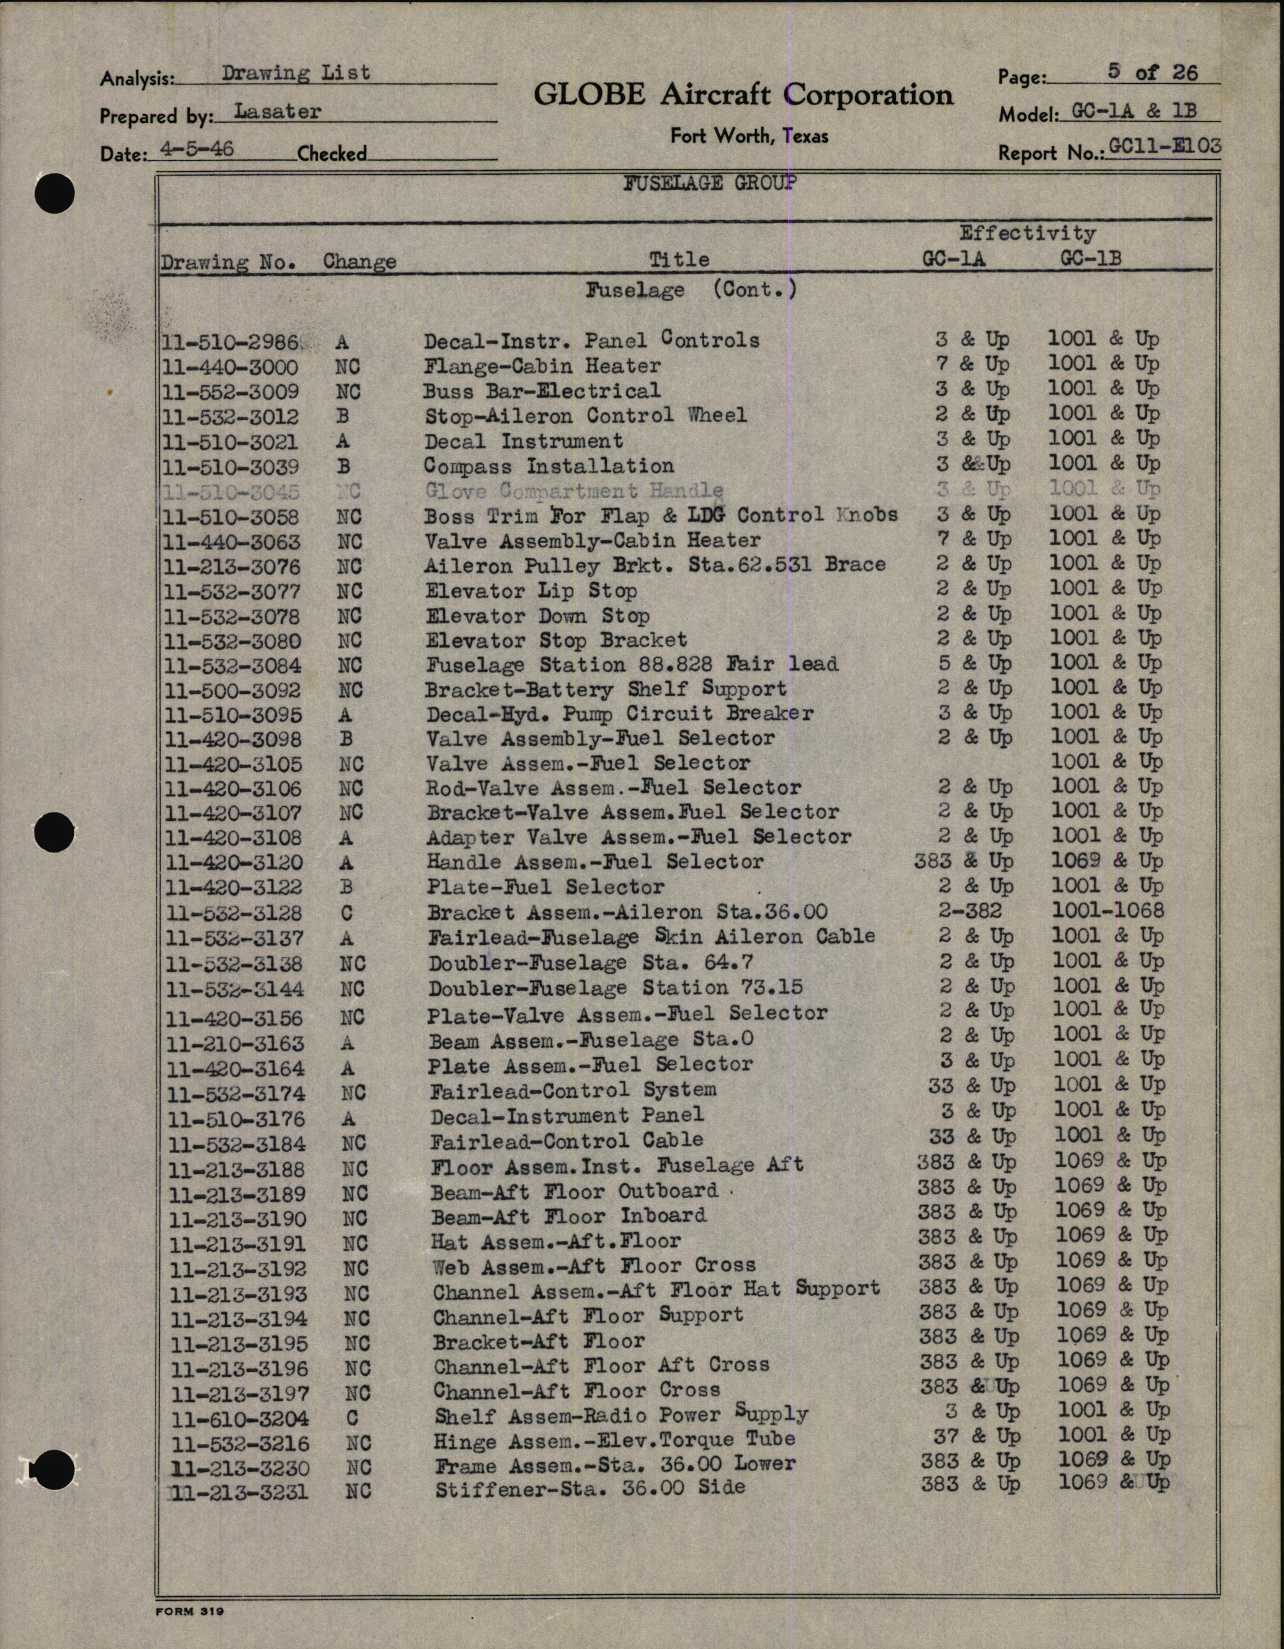 Analysis: Drawing List
GLOBE Aircraft Corporation
Page: 5 of 26
Prepared by: Lasater
Fort Worth, Texas
Model: GC-1A & 1B
Date: 4-5-46 Checked
Report No.: GC11-E103
FUSELAGE GROUP
Effectivity
Drawing No. Change Title GC-1A GC-1B
Fuselage (Cont.)
11-510-2986 A Decal-Instr. Panel Controls 3 & Up 1001 & Up
11-440-3000 NC Flange-Cabin Heater 7 & Up 1001 & Up
11-552-3009 NC Buss Bar-Electrical 3 & Up 1001 & Up
11-532-3012 B Stop-Aileron Control Wheel 2 & Up 1001 & Up
11-510-3021 A Decal Instrument 3 & Up 1001 & Up
11-510-3039 B Compass Installation 3 & Up 1001 & Up
11-510-3045 NC Glove Compartment Handle 3 & Up 1001 & Up
11-510-3058 NC Boss Trim For Flap & LDG Control Knobs 3 & Up 1001 & Up
11-440-3063 NC Valve Assembly-Cabin Heater 7 & Up 1001 & Up
11-213-3076 NC Aileron Pulley Brkt. Sta.62.531 Brace 2 & Up 1001 & Up
11-532-3077 NC Elevator Lip Stop 2 & Up 1001 & Up
11-532-3078 NC Elevator Down Stop 2 & Up 1001 & Up
11-532-3080 NC Elevator Stop Bracket 2 & Up 1001 & Up
11-532-3084 NC Fuselage Station 88.828 Fair lead 5 & Up 1001 & Up
11-500-3092 NC Bracket-Battery Shelf Support 2 & Up 1001 & Up
11-510-3095 A Decal-Hyd. Pump Circuit Breaker 3 & Up 1001 & Up
11-420-3098 B Valve Assembly-Fuel Selector 2 & Up 1001 & Up
11-420-3105 NC Valve Assem.-Fuel Selector 1001 & Up
11-420-3106 NC Rod-Valve Assem.-Fuel Selector 2 & Up 1001 & Up
11-420-3107 NC Bracket-Valve Assem.Fuel Selector 2 & Up 1001 & Up
11-420-3108 A Adapter Valve Assem.-Fuel Selector 2 & Up 1001 & Up
11-420-3120 A Handle Assem.-Fuel Selector 383 & Up 1069 & Up
11-420-3122 B Plate-Fuel Selector 2 & Up 1001 & Up
11-532-3128 C Bracket Assem.-Aileron Sta.36.00 2-382 1001-1068
11-532-3137 A Fairlead-Fuselage Skin Aileron Cable 2 & Up 1001 & Up
11-532-3138 NC Doubler-Fuselage Sta. 64.7 2 & Up 1001 & Up
11-532-3144 NC Doubler-Fuselage Station 73.15 2 & Up 1001 & Up
11-420-3156 NC Plate-Valve Assem.-Fuel Selector 2 & Up 1001 & Up
11-210-3163 A Beam Assem.-Fuselage Sta.0 2 & Up 1001 & Up
11-420-3164 A Plate Assem.-Fuel Selector 3 & Up 1001 & Up
11-532-3174 NC Fairlead-Control System 33 & Up 1001 & Up
11-510-3176 A Decal-Instrument Panel 3 & Up 1001 & Up
11-532-3184 NC Fairlead-Control Cable 33 & Up 1001 & Up
11-213-3188 NC Floor Assem.Inst. Fuselage Aft 383 & Up 1069 & Up
11-213-3189 NC Beam-Aft Floor Outboard 383 & Up 1069 & Up
11-213-3190 NC Beam-Aft Floor Inboard 383 & Up 1069 & Up
11-213-3191 NC Hat Assem.-Aft.Floor 383 & Up 1069 & Up
11-213-3192 NC Web Assem.-Aft Floor Cross 383 & Up 1069 & Up
11-213-3193 NC Channel Assem.-Aft Floor Hat Support 383 & Up 1069 & Up
11-213-3194 NC Channel-Aft Floor Support 383 & Up 1069 & Up
11-213-3195 NC Bracket-Aft Floor 383 & Up 1069 & Up
11-213-3196 NC Channel-Aft Floor Aft Cross 383 & Up 1069 & Up
11-213-3197 NC Channel-Aft Floor Cross 383 & Up 1069 & Up
11-610-3204 C Shelf Assem-Radio Power Supply 3 & Up 1001 & Up
11-532-3216 NC Hinge Assem.-Elev.Torque Tube 37 & Up 1001 & Up
11-213-3230 NC Frame Assem.-Sta. 36.00 Lower 383 & Up 1069 & Up
11-213-3231 NC Stiffener-Sta. 36.00 Side 383 & Up 1069 & Up
FORM 319